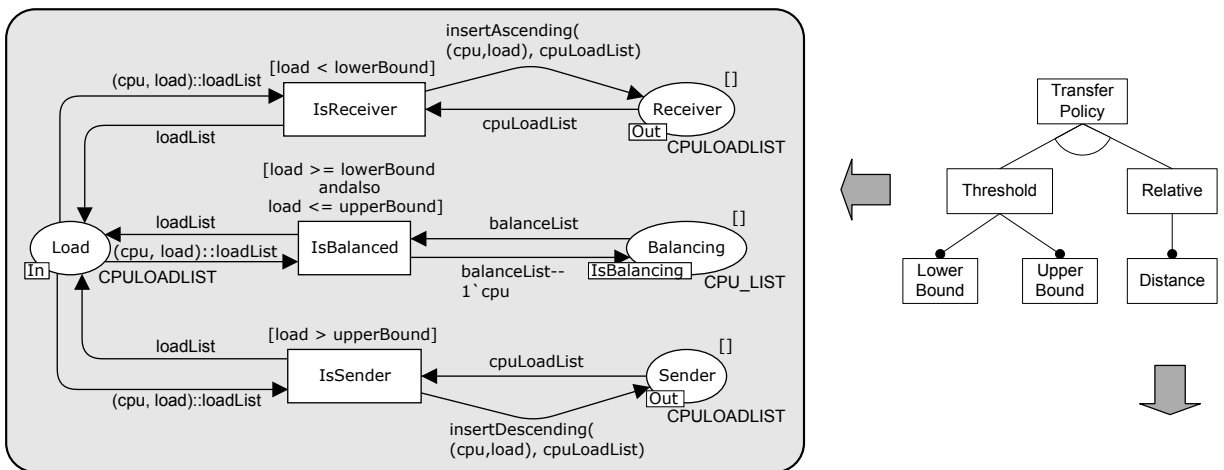 insertAscending(
(cpu,load), cpuLoadList)
[load < lowerBound]
[]
(cpu, load)::loadList
IsReceiver
Receiver
Out
cpuLoadList
CPULOADLIST
loadList
[load >= lowerBound
andalso
load <= upperBound]
[]
loadList
balanceList
Load
In
(cpu, load)::loadList
CPULOADLIST
IsBalanced
Balancing
IsBalancing
balanceList--
1`cpu
CPU_LIST
[load > upperBound]
[]
loadList
cpuLoadList
IsSender
Sender
Out
(cpu, load)::loadList
CPULOADLIST
insertDescending(
(cpu,load), cpuLoadList)
Transfer
Policy
Threshold
Relative
Lower
Bound
Upper
Bound
Distance